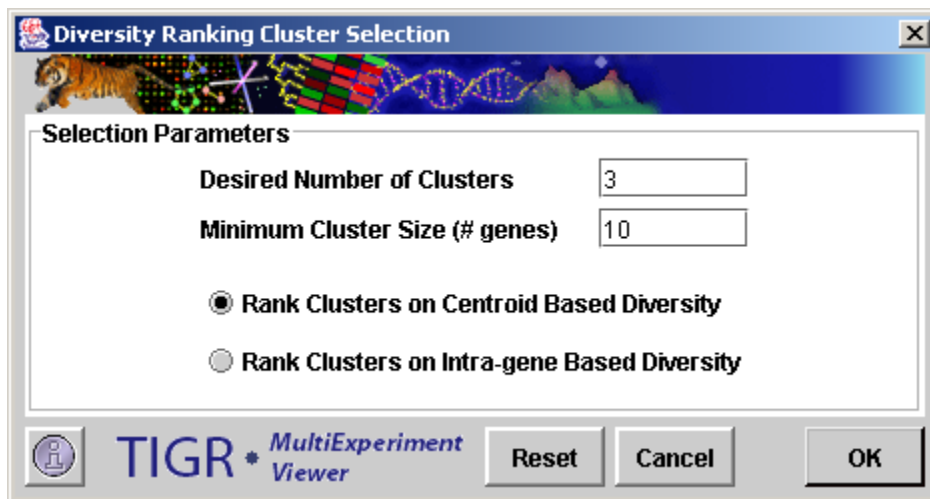 Diversity Ranking Cluster Selection
Selection Parameters
Desired Number of Clusters 3
Minimum Cluster Size (# genes) 10
Rank Clusters on Centroid Based Diversity
Rank Clusters on Intra-gene Based Diversity
TIGR MultiExperiment
Viewer
Reset Cancel OK